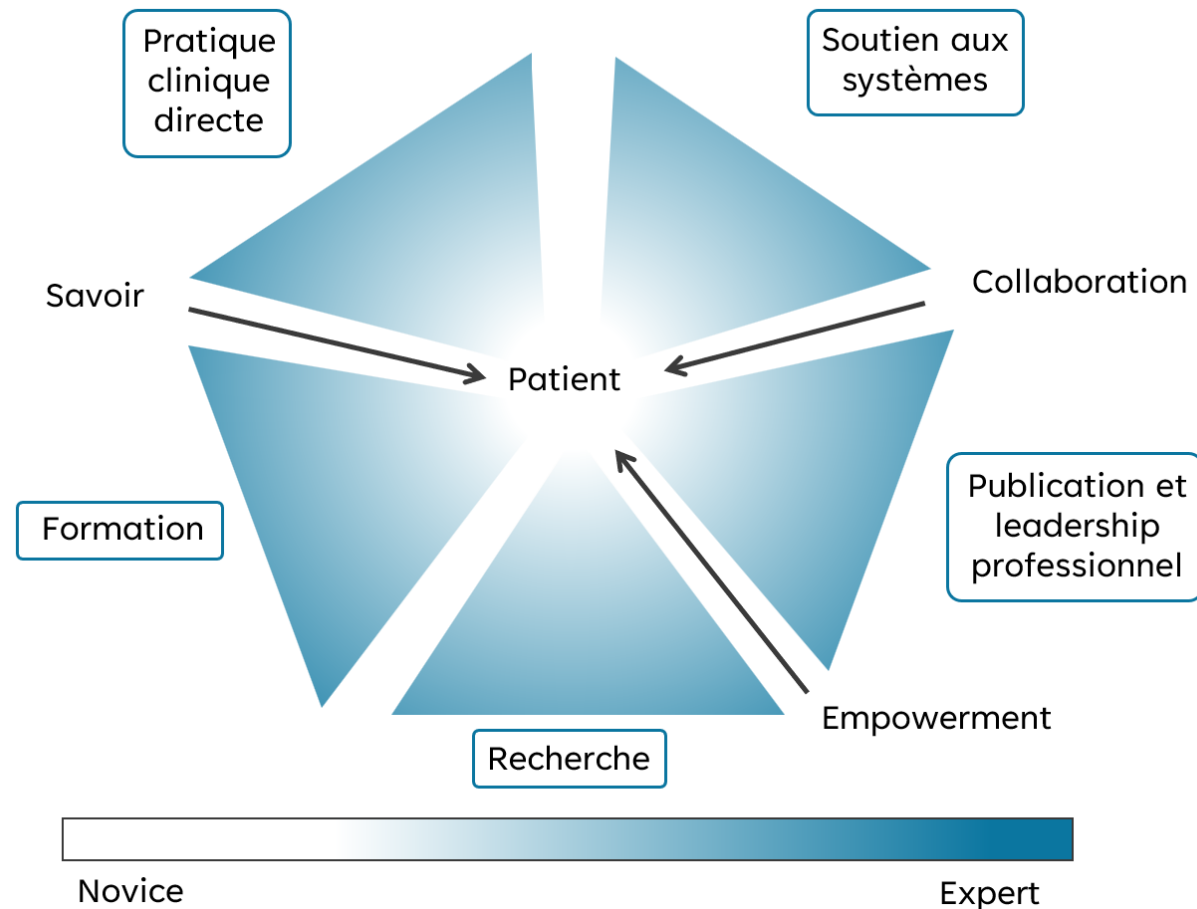 Pratique
clinique
directe
Soutien aux
systèmes
Savoir
Collaboration
Patient
Formation
Publication et
leadership
professionnel
Empowerment
Recherche
Novice
Expert